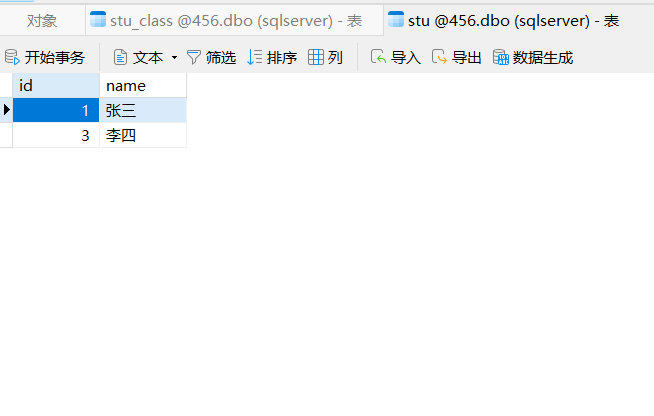 对象 stu_class @456.dbo (sqlserver) - 表 stu @456.dbo (sqlserver) - 表
开始事务 文本 筛选 排序 列 导入 导出 数据生成
id name
1 张三
3 李四